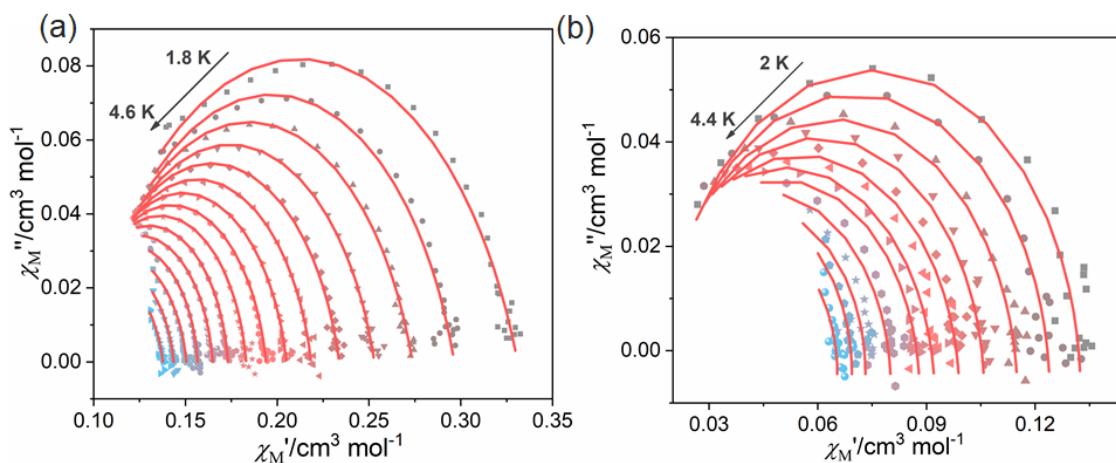 (a)
1.8 K
4.6 K
χM''/cm³ mol⁻¹
0.08
0.06
0.04
0.02
0.00
0.10
0.15
0.20
0.25
0.30
0.35
χM'/cm³ mol⁻¹
(b)
2 K
4.4 K
χM''/cm³ mol⁻¹
0.06
0.04
0.02
0.00
0.03
0.06
0.09
0.12
χM'/cm³ mol⁻¹